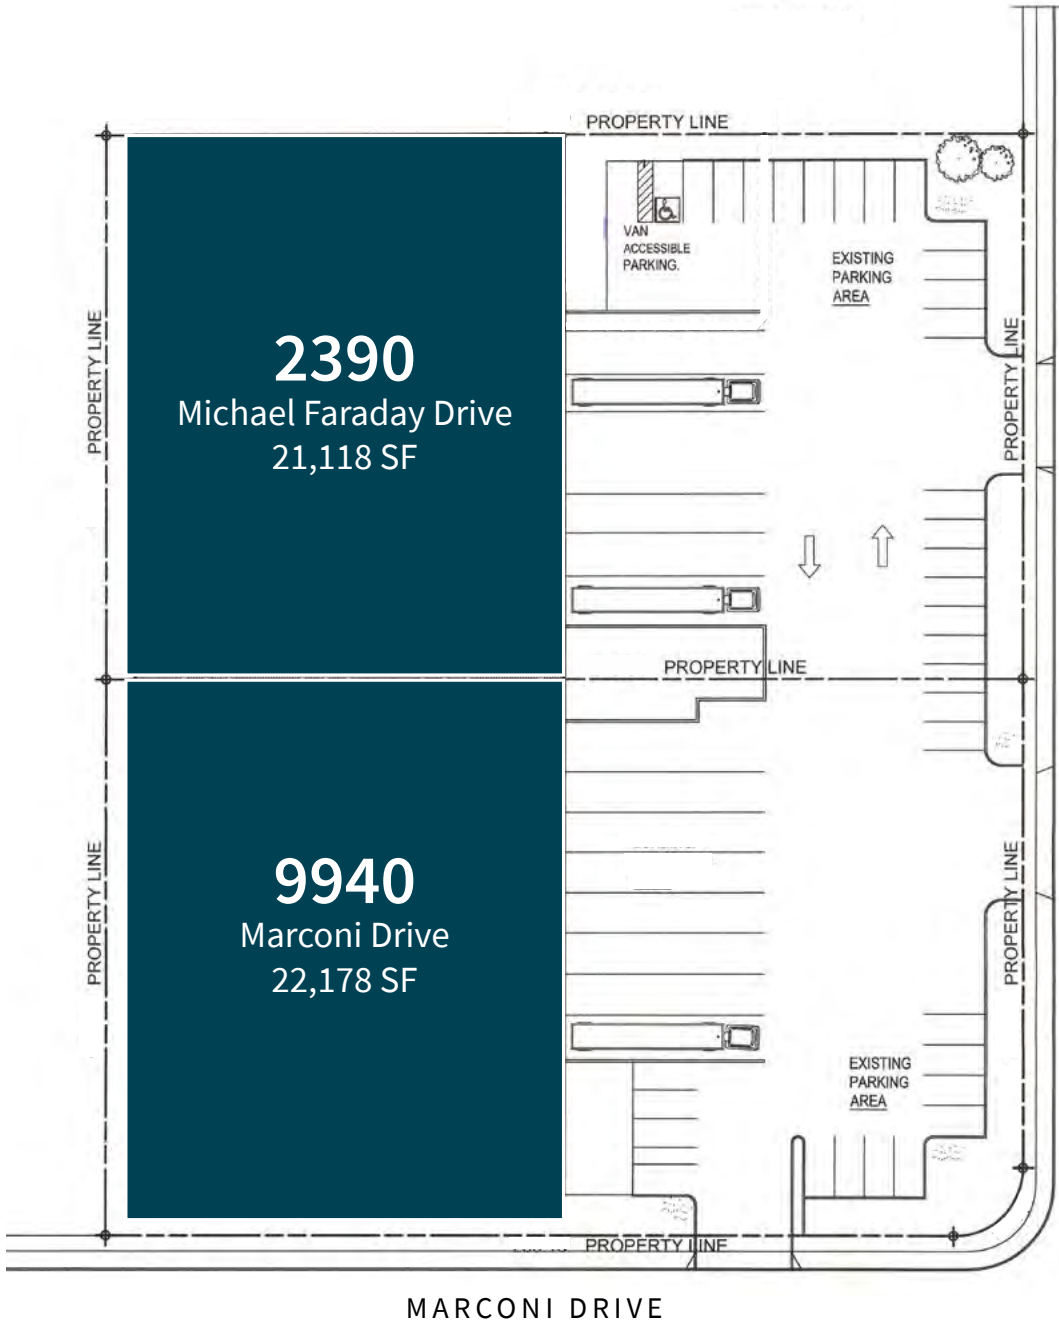 PROPERTY LINE
VAN
ACCESSIBLE
PARKING.
EXISTING
PARKING
AREA
PROPERTY LINE
2390
Michael Faraday Drive
21,118 SF
PROPERTY LINE
PROPERTY LINE
9940
Marconi Drive
22,178 SF
PROPERTY LINE
PROPERTY LINE
EXISTING
PARKING
AREA
PROPERTY LINE
MARCONI DRIVE